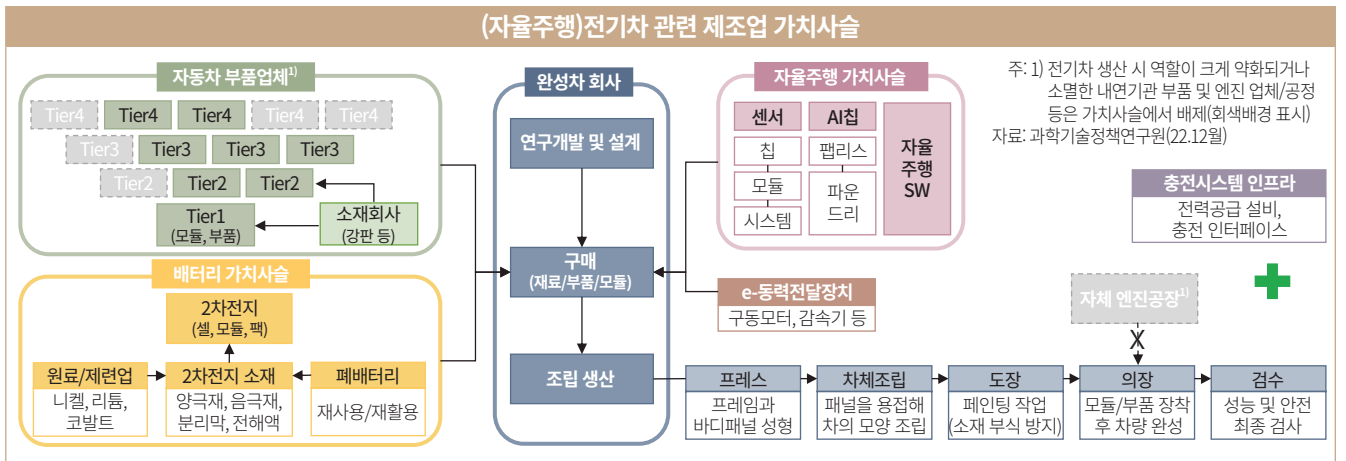 (자율주행)전기차 관련 제조업 가치사슬
자동차 부품업체1)
Tier4 Tier4 Tier4 Tier4 Tier4
Tier3 Tier3 Tier3 Tier3
Tier2 Tier2 Tier2
Tier1
(모듈, 부품)
소재회사
(강판 등)
배터리 가치사슬
2차전지
(셀, 모듈, 팩)
원료/제련업
니켈, 리튬,
코발트
2차전지 소재
양극재, 음극재,
분리막, 전해액
폐배터리
재사용/재활용
완성차 회사
연구개발 및 설계
구매
(재료/부품/모듈)
조립 생산
자율주행 가치사슬
센서
칩
모듈
시스템
AI칩
팹리스
파운
드리
자율
주행
SW
e-동력전달장치
구동모터, 감속기 등
주: 1) 전기차 생산 시 역할이 크게 약화되거나
소멸한 내연기관 부품 및 엔진 업체/공정
등은 가치사슬에서 배제(회색배경 표시)
자료: 과학기술정책연구원(22.12월)
충전시스템 인프라
전력공급 설비,
충전 인터페이스
자체 엔진공장1)
X
프레스
프레임과
바디패널 성형
차체조립
패널을 용접해
차의 모양 조립
도장
페인팅 작업
(소재 부식 방지)
의장
모듈/부품 장착
후 차량 완성
검수
성능 및 안전
최종 검사